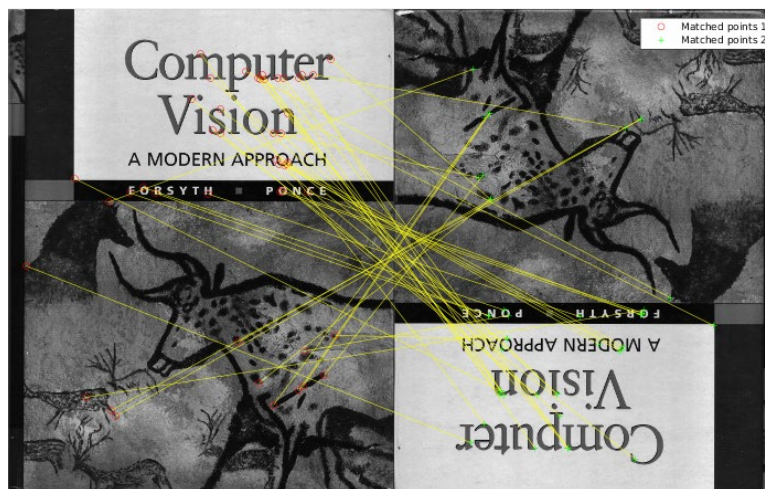 Computer
Vision
A MODERN APPROACH
FORSYTH PONCE
Matched points 1
Matched points 2
Computer
Vision
A MODERN APPROACH
FORSYTH PONCE